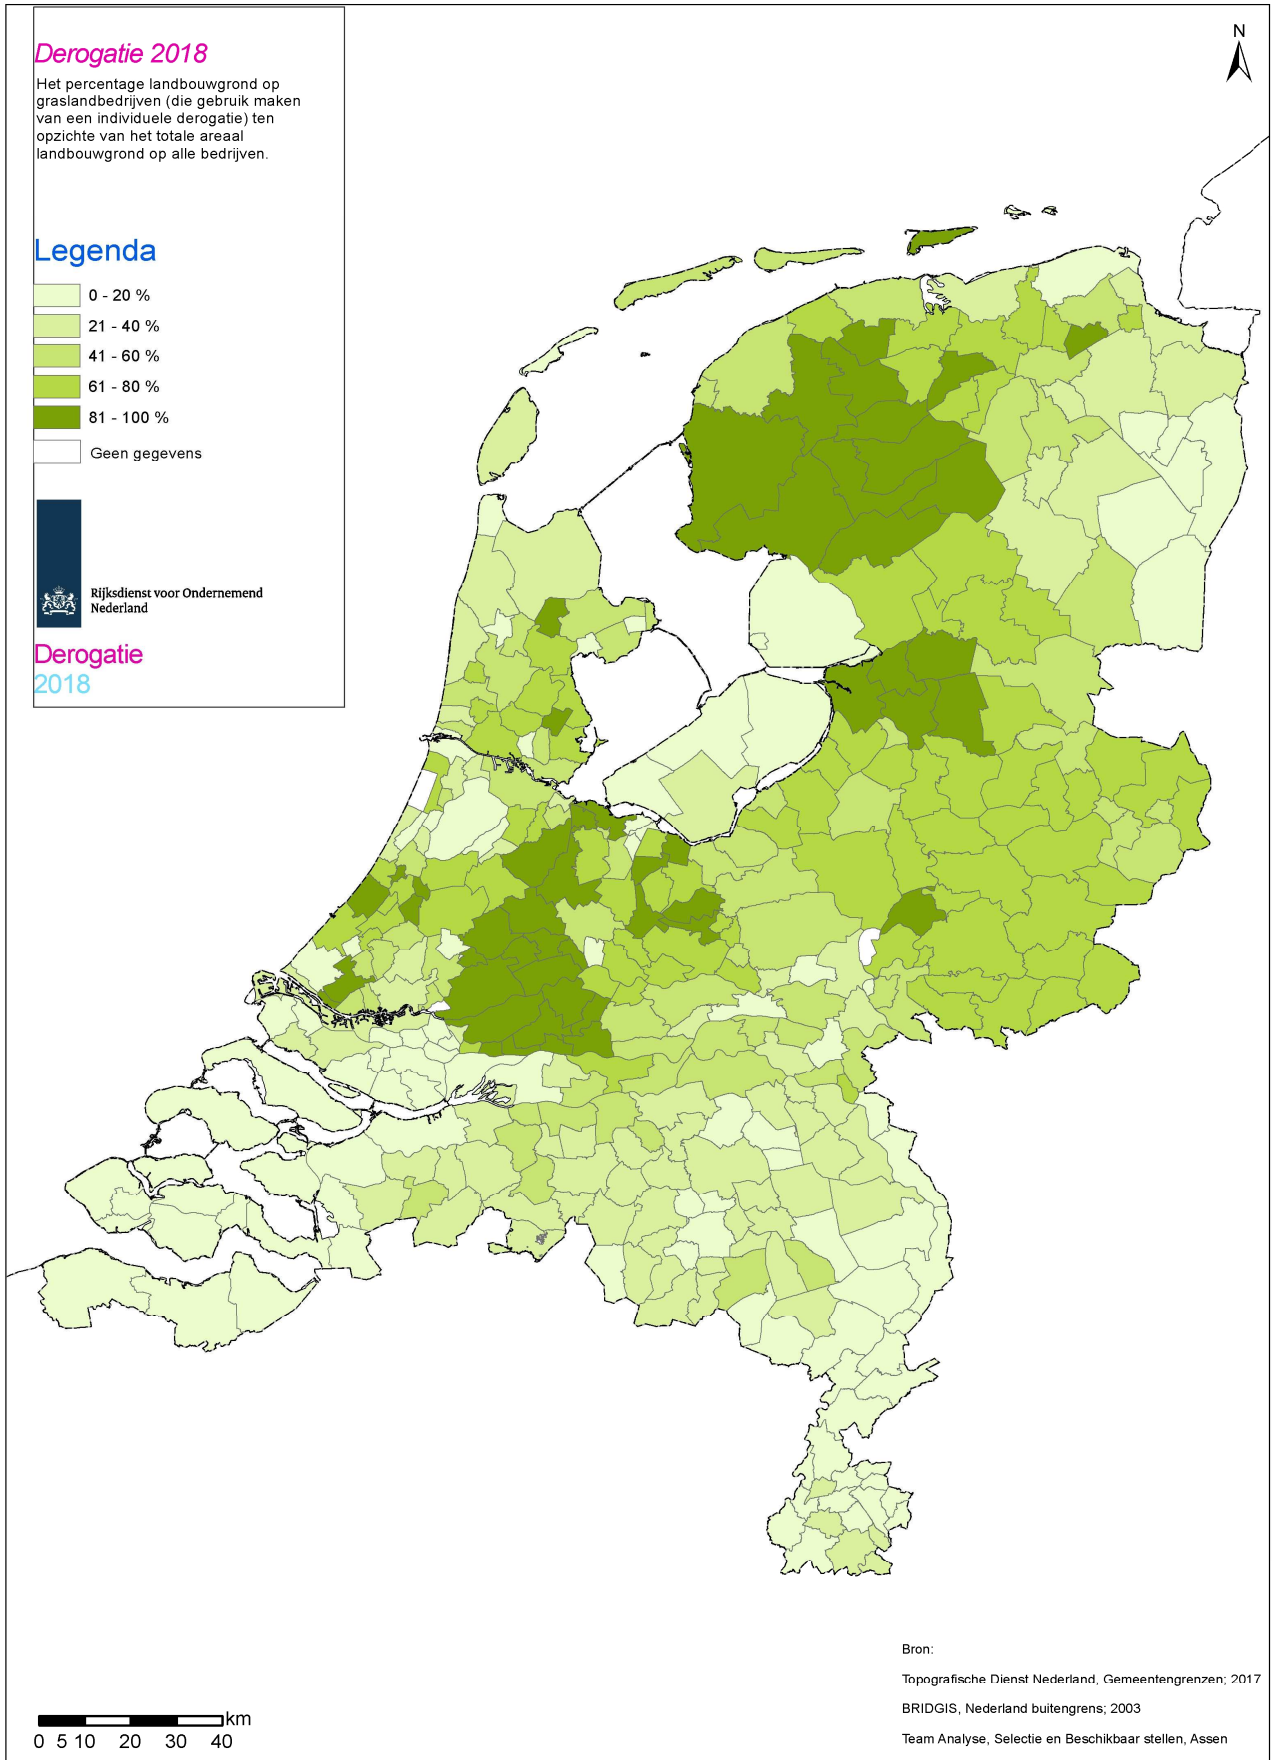 Derogatie 2018
Het percentage landbouwgrond op
graslandbedrijven (die gebruik maken
van een individuele derogatie) ten
opzichte van het totale areaal
landbouwgrond op alle bedrijven.
Legenda
0 - 20 %
21 - 40 %
41 - 60 %
61 - 80 %
81 - 100 %
Geen gegevens
Rijksdienst voor Ondernemend
Nederland
Derogatie
2018
N
Bron:
Topografische Dienst Nederland, Gemeentengrenzen; 2017
BRIDGIS, Nederland buitengrens; 2003
Team Analyse, Selectie en Beschikbaar stellen, Assen
km
0 5 10 20 30 40